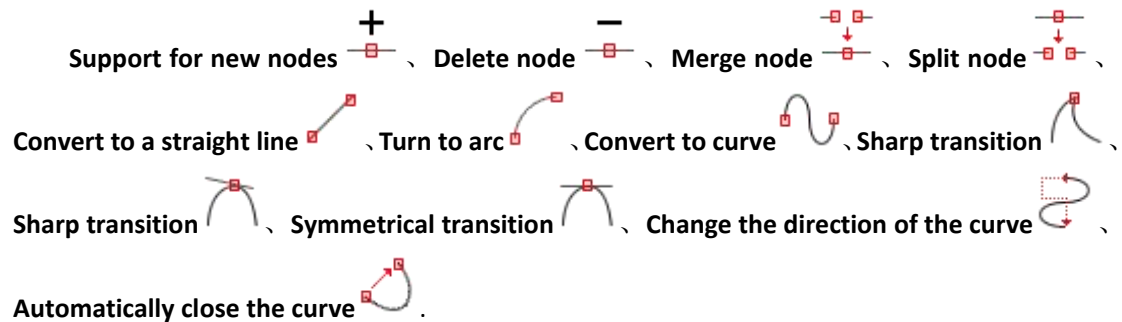 Support for new nodes 、 Delete node 、 Merge node 、 Split node 、
Convert to a straight line 、Turn to arc 、Convert to curve 、Sharp transition 、
Sharp transition 、 Symmetrical transition 、 Change the direction of the curve 、
Automatically close the curve .